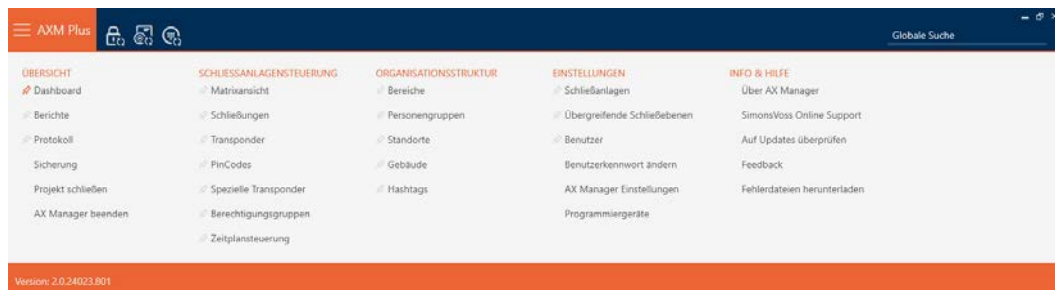 AXM Plus
Globale Suche
ÜBERSICHT
Dashboard
Berichte
Protokoll
Sicherung
Projekt schließen
AX Manager beenden
SCHLIESSANLAGENSTEUERUNG
Matrixansicht
Schließungen
Transponder
PinCodes
Spezielle Transponder
Berechtigungsgruppen
Zeitplansteuerung
ORGANISATIONSSTRUKTUR
Bereiche
Personengruppen
Standorte
Gebäude
Hashtags
EINSTELLUNGEN
Schließanlagen
Übergreifende Schließebenen
Benutzer
Benutzerkennwort ändern
AX Manager Einstellungen
Programmiergeräte
INFO & HILFE
Über AX Manager
SimonsVoss Online Support
Auf Updates überprüfen
Feedback
Fehlerdateien herunterladen
Version: 2.0.24023.801